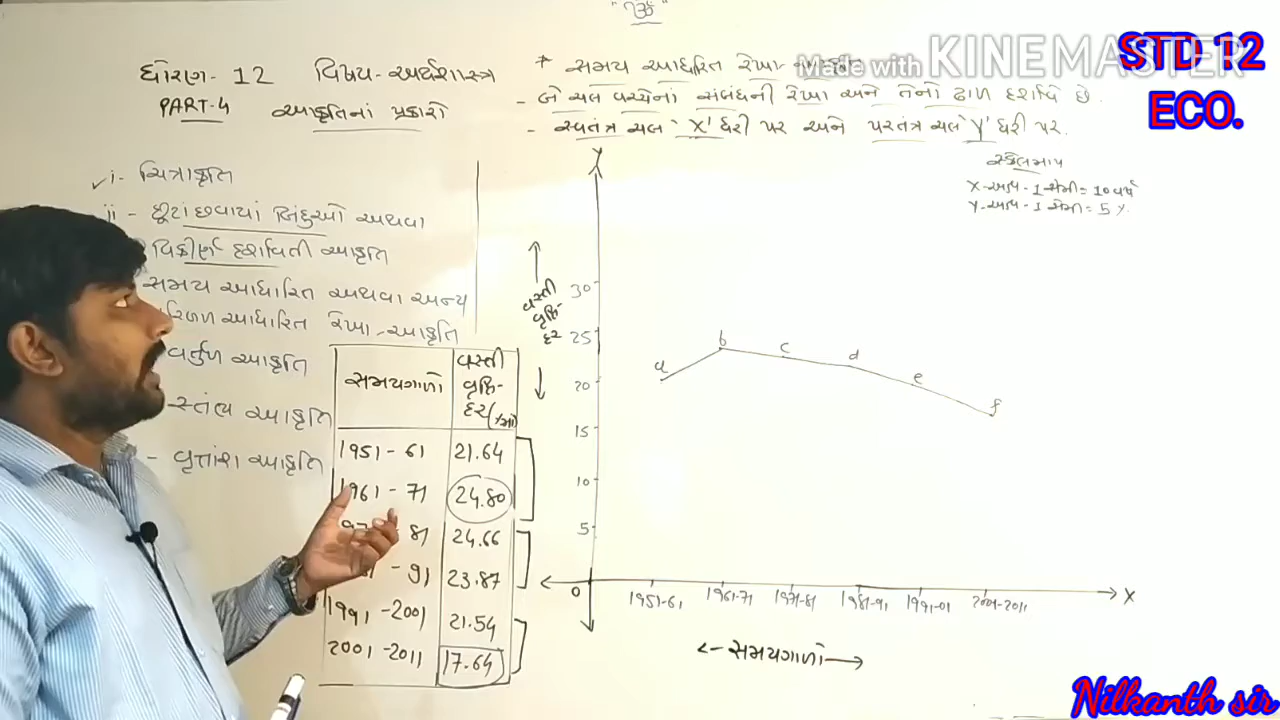 "ૐ"
Made with KINEMASTER
STD 12
ECO.
ધોરણ- 12 વિષય- અર્થશાસ્ત્ર
PART-4 આકૃતિનાં પ્રકારો
* સમય આધારિત રેખા-
- બે ચલ વચ્ચેનાં સંબંધની રેખા અને તેનો ઢાળ દર્શાવે છે.
- સ્વતંત્ર ચલ 'X' ધરી પર અને પરતંત્ર ચલ 'Y' ધરી પર.
સ્કેલમાપ
X-અક્ષ - 1 સેમી = 10 વર્ષ
Y-અક્ષ - 1 સેમી = 5 %
i- ચિત્રાકૃતિ
ii - છૂટાંછવાયાં બિંદુઓ અથવા
વિકીર્ણ દર્શાવતી આકૃતિ
સમય આધારિત અથવા અન્ય
આધારિત રેખા-આકૃતિ
વર્તુળ આકૃતિ
સ્તંભ આકૃતિ
- વૃત્તાંશ આકૃતિ
સમયગાળો વસ્તી વૃદ્ધિ-દર (%માં)
1951 - 61 21.64
1961 - 71 24.80
81 24.66
91 23.87
1991 - 2001 21.54
2001 - 2011 17.64
Y
વસ્તી વૃદ્ધિ-દર
30
25
20
15
10
5
0
a b c d e f
1951-61 1961-71 1971-81 1981-91 1991-01 2001-2011
X
સમયગાળો
Nilkanth sir